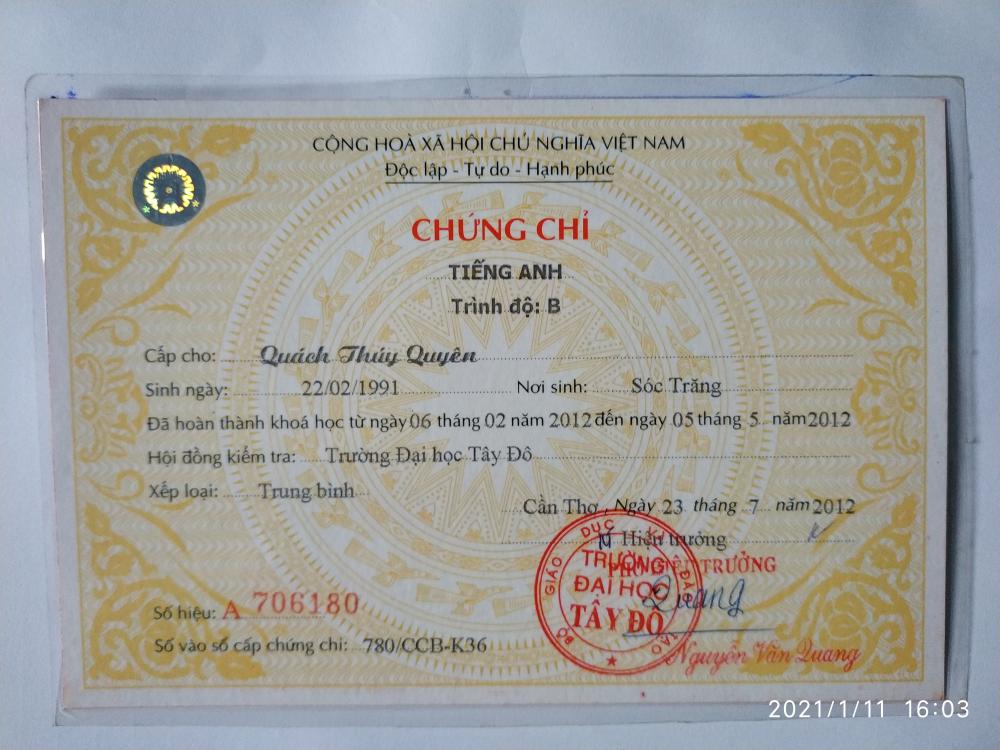 CỘNG HOÀ XÃ HỘI CHỦ NGHĨA VIỆT NAM
Độc lập - Tự do - Hạnh phúc
CHỨNG CHỈ
TIẾNG ANH
Trình độ: B
Cấp cho: Quách Thúy Quyên
Sinh ngày: 22/02/1991 Nơi sinh: Sóc Trăng
Đã hoàn thành khoá học từ ngày 06 tháng 02 năm 2012 đến ngày 05 tháng 5 năm 2012
Hội đồng kiểm tra: Trường Đại học Tây Đô
Xếp loại: Trung bình
Cần Thơ, Ngày 23 tháng 7 năm 2012
Hiệu trưởng
TRƯỞNG
BỘ GIÁO DỤC VÀ ĐÀO TẠO
TRƯỜNG
ĐẠI HỌC
TÂY ĐÔ
Quang
Nguyễn Văn Quang
Số hiệu: A 706180
Số vào sổ cấp chứng chỉ: 780/CCB-K36
2021/1/11 16:03